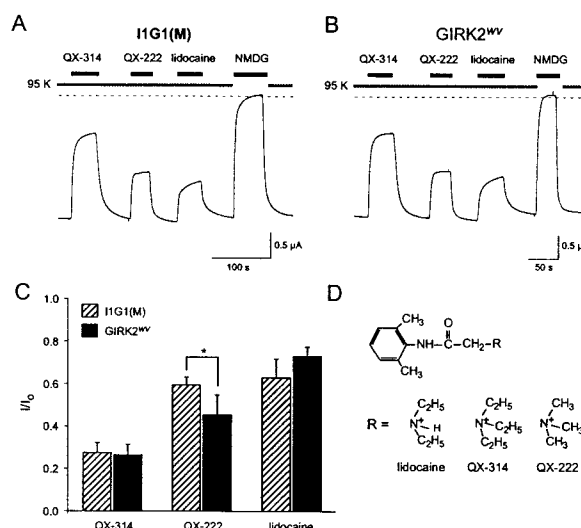 A
I1G1(M)
QX-314 QX-222 lidocaine NMDG
95 K
0.5 µA
100 s
B
GIRK2wv
QX-314 QX-222 lidocaine NMDG
95 K
0.5 µA
50 s
C
I1G1(M)
GIRK2wv
*
I/Io
1.0
0.8
0.6
0.4
0.2
0.0
QX-314 QX-222 lidocaine
D
CH3
O
NH-C-CH2-R
CH3
R =
C2H5 C2H5 CH3
N+ H N+ C2H5 N+ CH3
C2H5 C2H5 CH3
lidocaine QX-314 QX-222